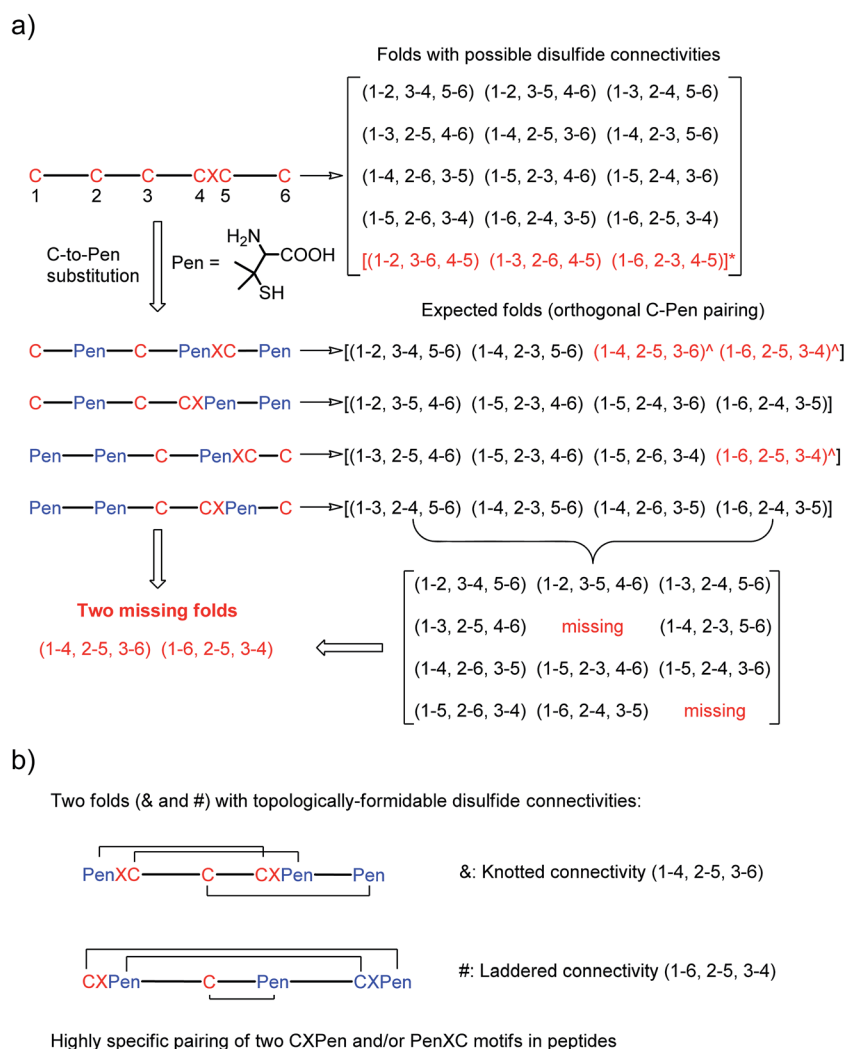 a)
Folds with possible disulfide connectivities
(1-2, 3-4, 5-6) (1-2, 3-5, 4-6) (1-3, 2-4, 5-6)
(1-3, 2-5, 4-6) (1-4, 2-5, 3-6) (1-4, 2-3, 5-6)
C C C CXC C
1 2 3 4 5 6
(1-4, 2-6, 3-5) (1-5, 2-3, 4-6) (1-5, 2-4, 3-6)
(1-5, 2-6, 3-4) (1-6, 2-4, 3-5) (1-6, 2-5, 3-4)
[(1-2, 3-6, 4-5) (1-3, 2-6, 4-5) (1-6, 2-3, 4-5)]*
C-to-Pen
substitution
Pen =
H₂N
COOH
SH
Expected folds (orthogonal C-Pen pairing)
C—Pen—C—PenXC—Pen [(1-2, 3-4, 5-6) (1-4, 2-3, 5-6) (1-4, 2-5, 3-6)^ (1-6, 2-5, 3-4)^]
C—Pen—C—CXPen—Pen [(1-2, 3-5, 4-6) (1-5, 2-3, 4-6) (1-5, 2-4, 3-6) (1-6, 2-4, 3-5)]
Pen—Pen—C—PenXC—C [(1-3, 2-5, 4-6) (1-5, 2-3, 4-6) (1-5, 2-6, 3-4) (1-6, 2-5, 3-4)^]
Pen—Pen—C—CXPen—C [(1-3, 2-4, 5-6) (1-4, 2-3, 5-6) (1-4, 2-6, 3-5) (1-6, 2-4, 3-5)]
Two missing folds
(1-4, 2-5, 3-6) (1-6, 2-5, 3-4)
(1-2, 3-4, 5-6) (1-2, 3-5, 4-6) (1-3, 2-4, 5-6)
(1-3, 2-5, 4-6) missing (1-4, 2-3, 5-6)
(1-4, 2-6, 3-5) (1-5, 2-3, 4-6) (1-5, 2-4, 3-6)
(1-5, 2-6, 3-4) (1-6, 2-4, 3-5) missing
b)
Two folds (& and #) with topologically-formidable disulfide connectivities:
PenXC—C—CXPen—Pen
&: Knotted connectivity (1-4, 2-5, 3-6)
CXPen—C—Pen—CXPen
#: Laddered connectivity (1-6, 2-5, 3-4)
Highly specific pairing of two CXPen and/or PenXC motifs in peptides